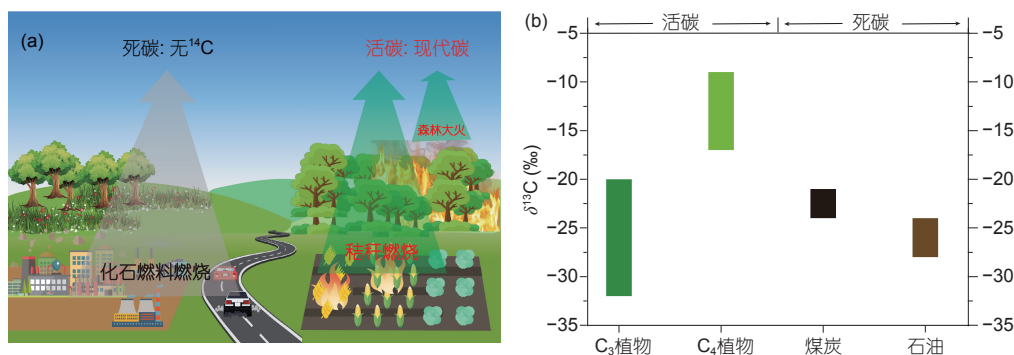 (a)
死碳: 无¹⁴C
活碳: 现代碳
森林大火
秸秆燃烧
化石燃料燃烧
(b)
活碳
死碳
−5
−10
−15
−20
−25
−30
−35
δ¹³C (‰)
−5
−10
−15
−20
−25
−30
−35
C₃植物
C₄植物
煤炭
石油